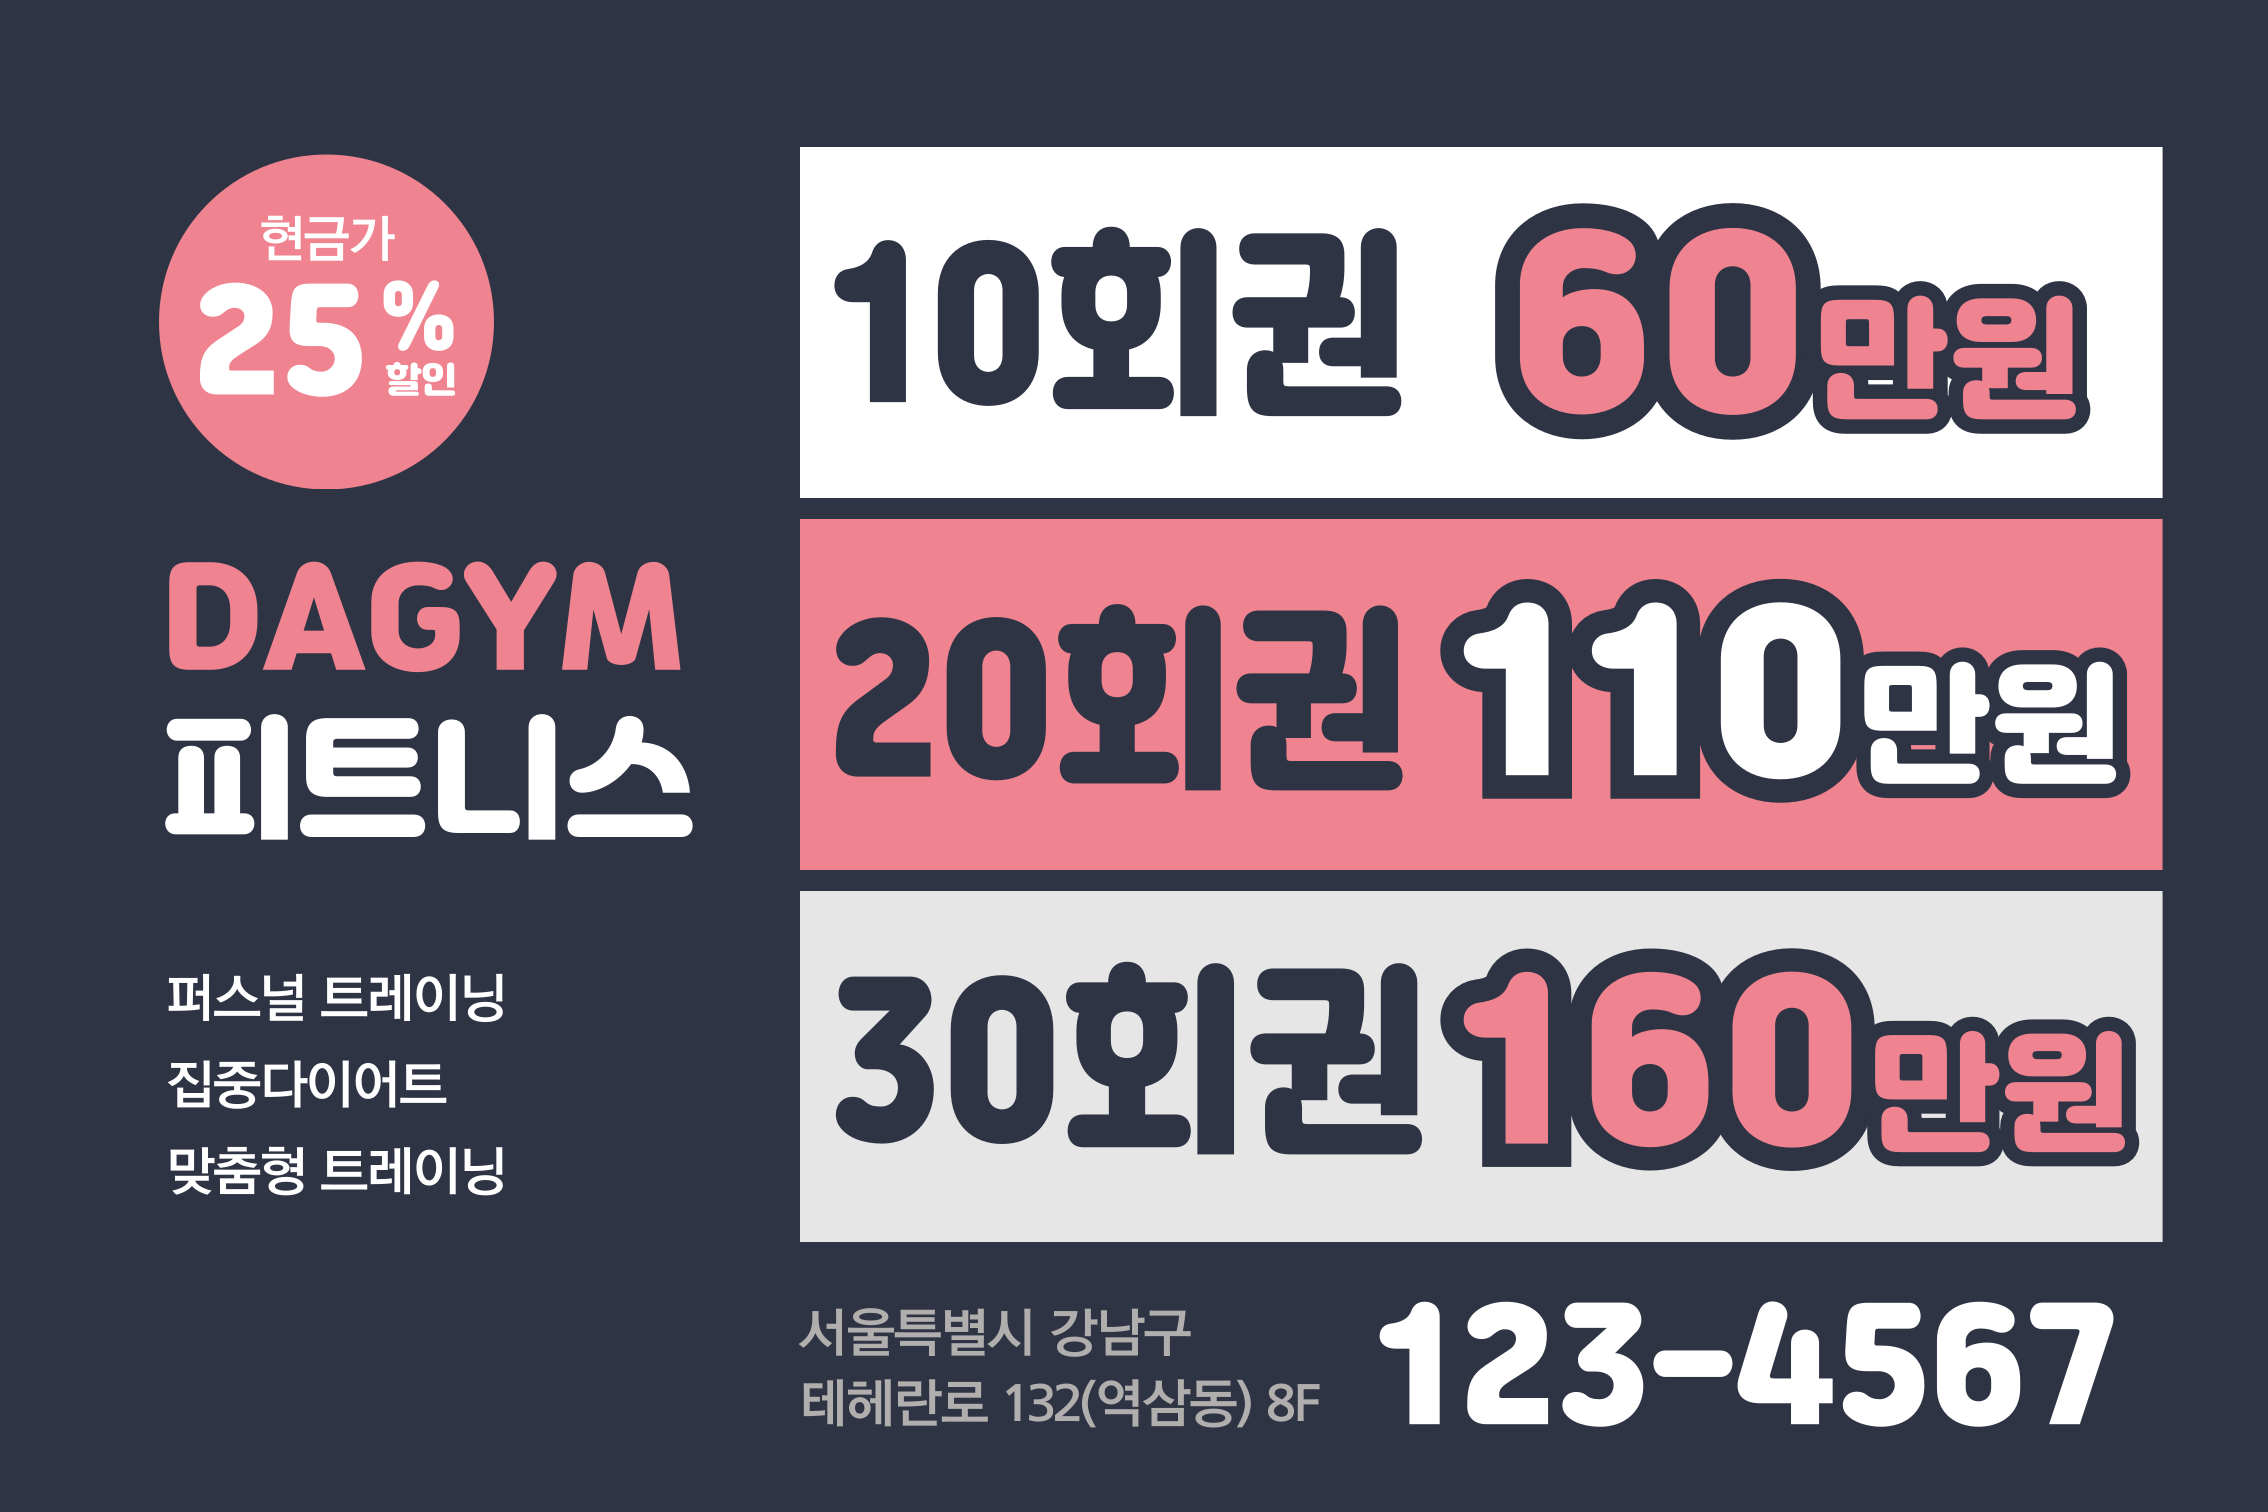 현금가
25%
할인
DAGYM
피트니스
퍼스널 트레이닝
집중다이어트
맞춤형 트레이닝
10회권 60만원
20회권 110만원
30회권 160만원
서울특별시 강남구
테헤란로 132(역삼동) 8F
123-4567